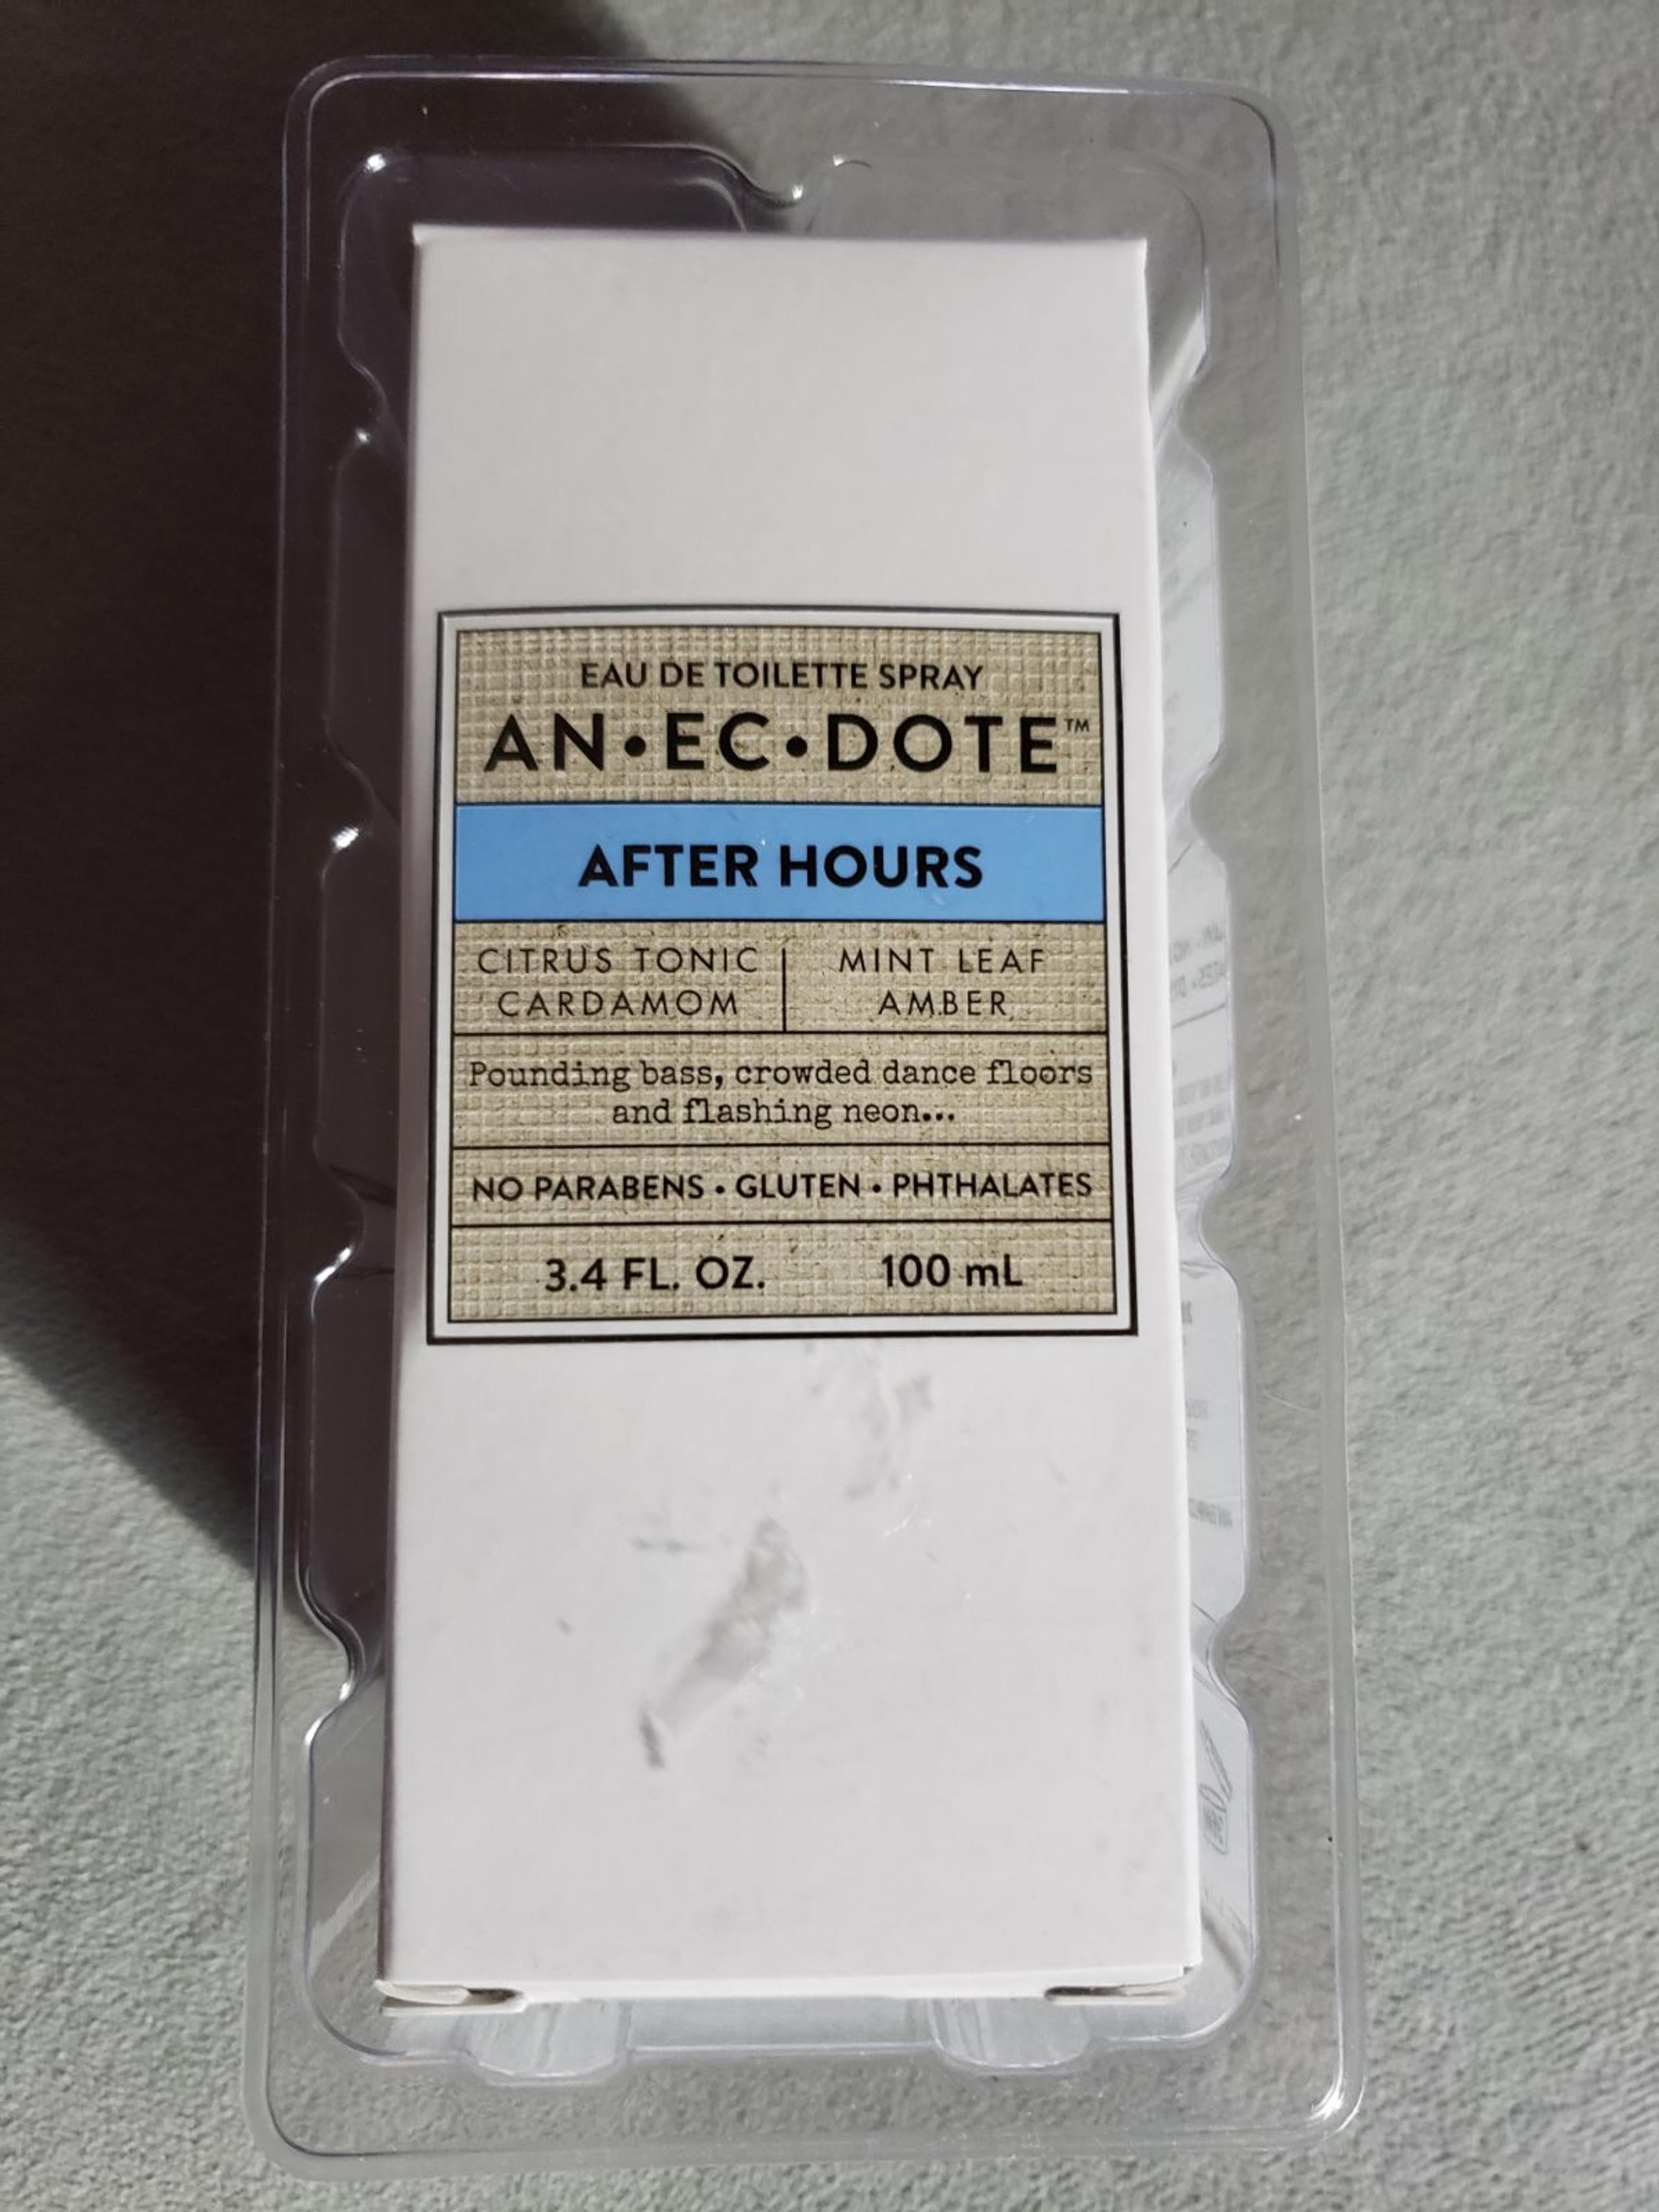 EAU DE TOILETTE SPRAY
AN•EC•DOTE™
AFTER HOURS
CITRUS TONIC | MINT LEAF
CARDAMOM | AMBER
Pounding bass, crowded dance floors
and flashing neon...
NO PARABENS • GLUTEN • PHTHALATES
3.4 FL. OZ. 100 mL